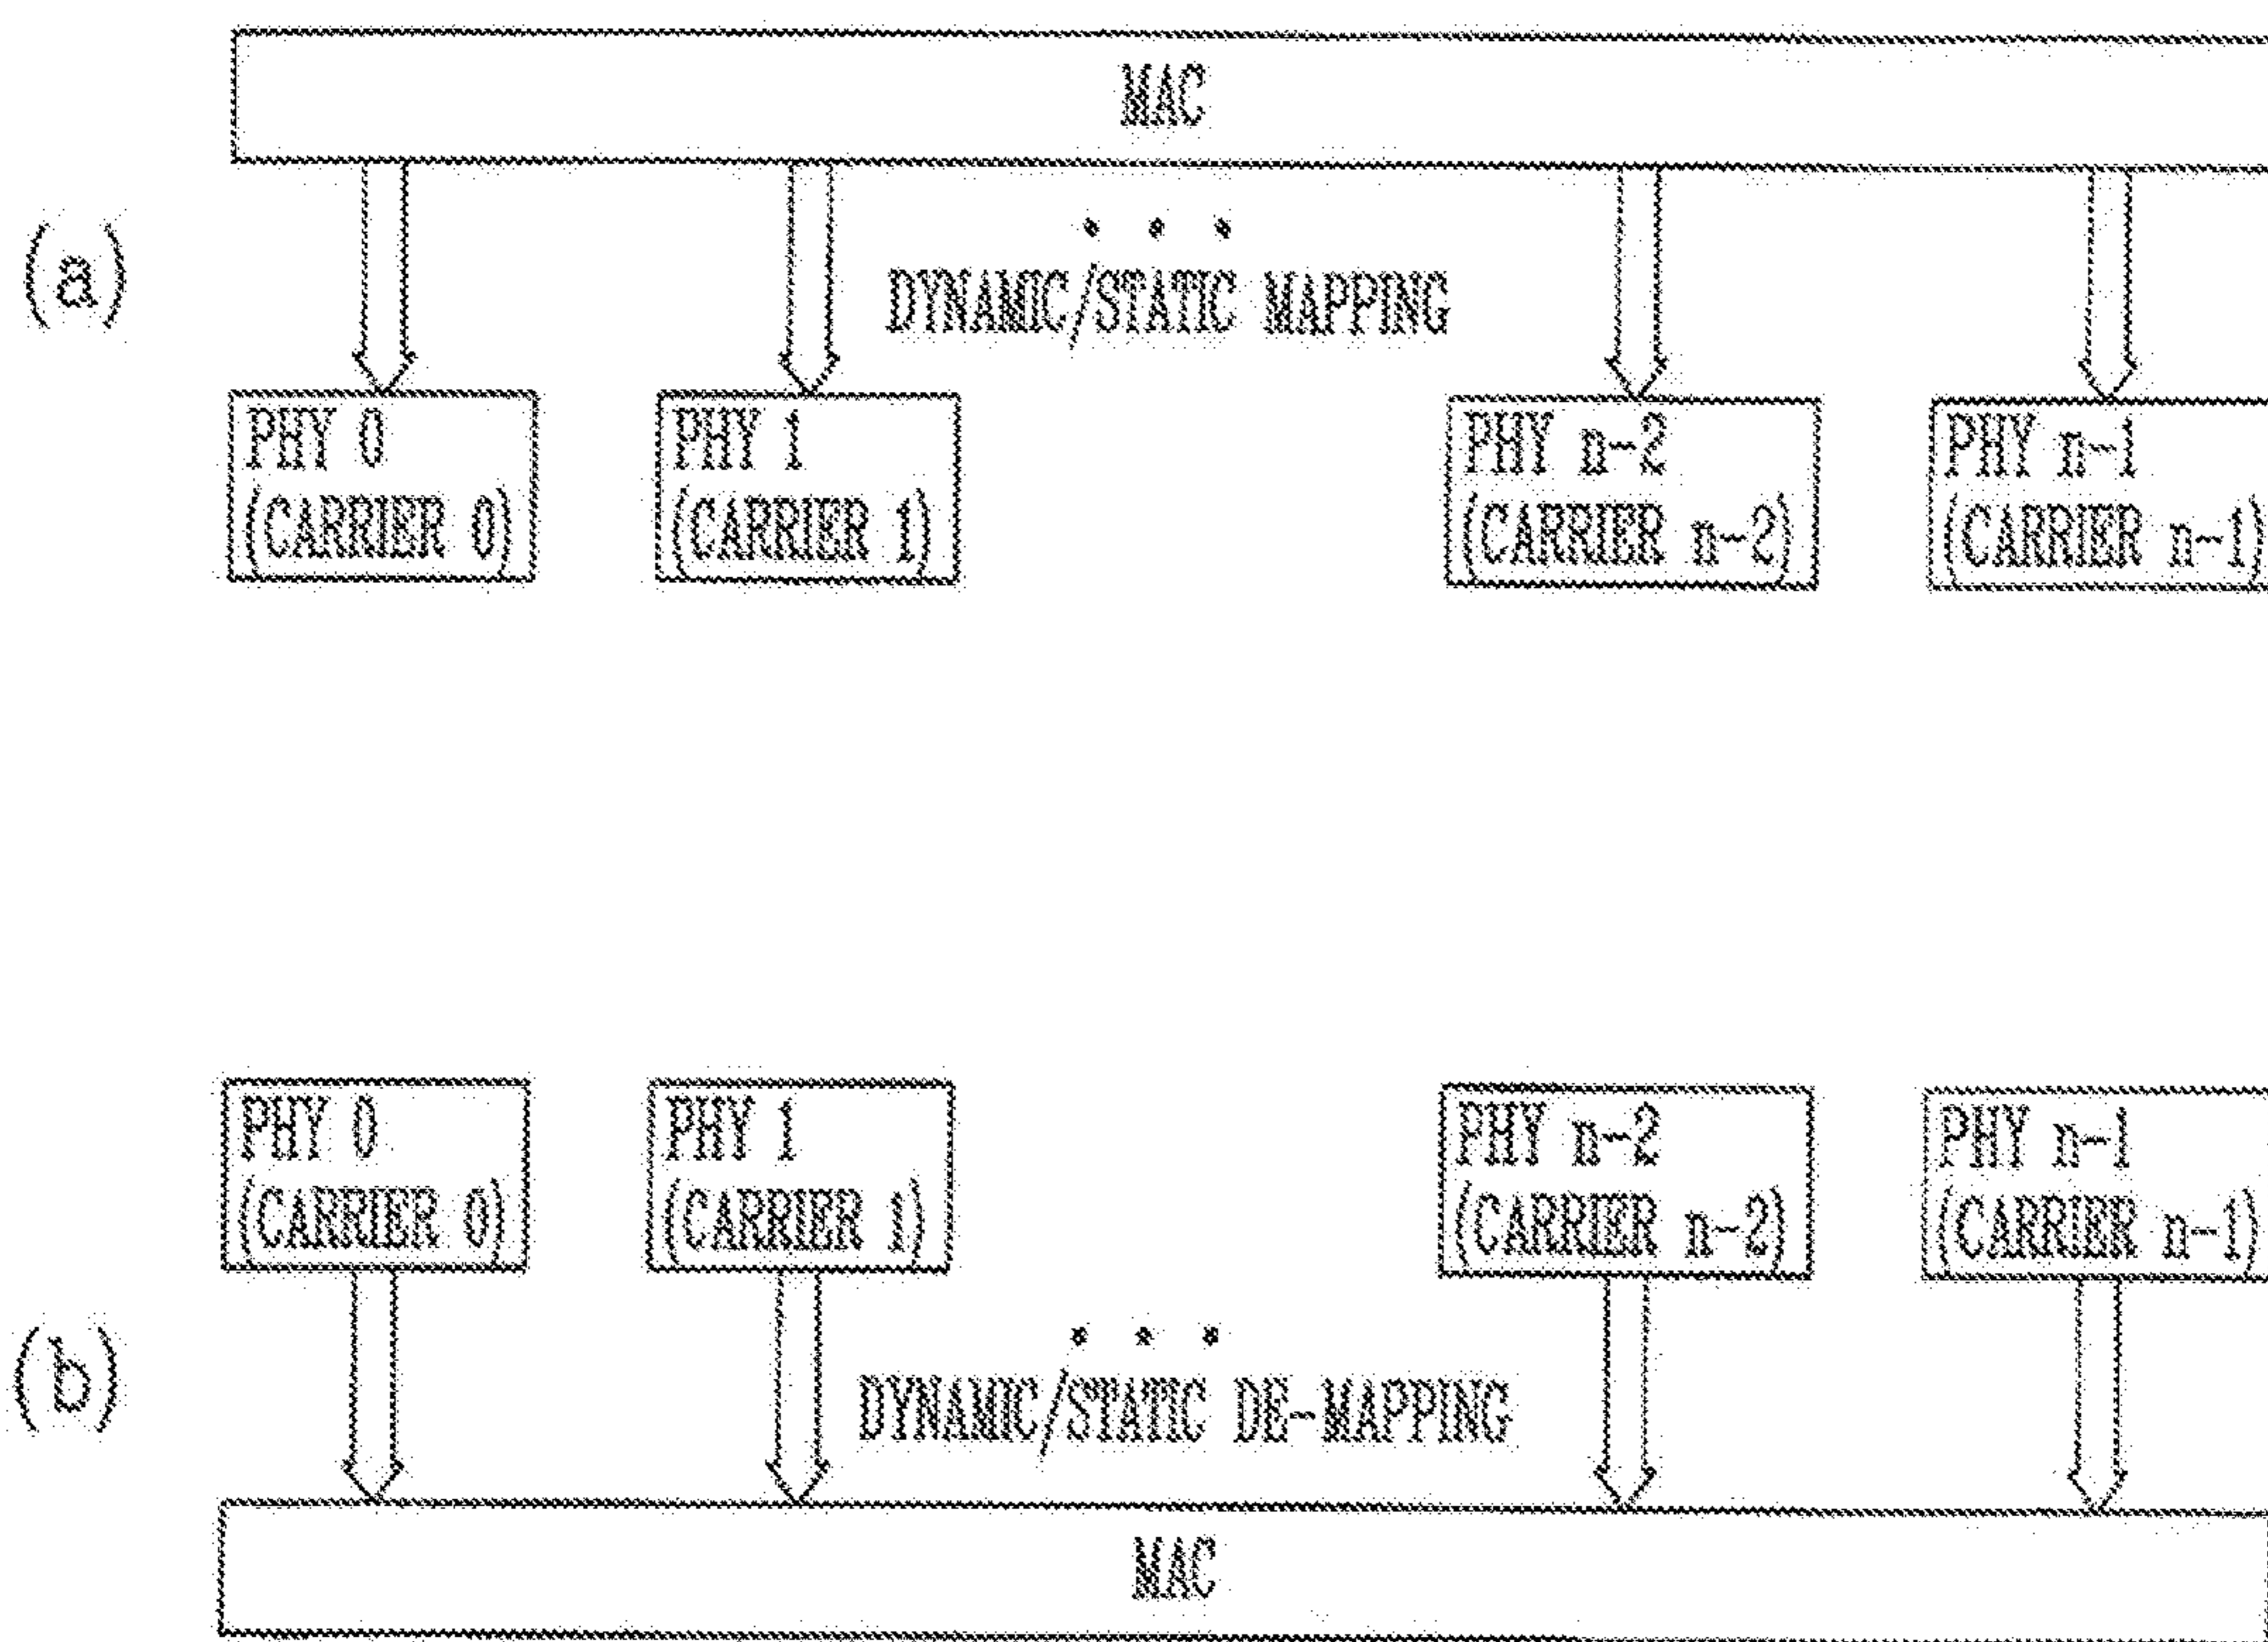 MAC
(a)
• • •
DYNAMIC/STATIC MAPPING
PHY 0
(CARRIER 0)
PHY 1
(CARRIER 1)
PHY n-2
(CARRIER n-2)
PHY n-1
(CARRIER n-1)
PHY 0
(CARRIER 0)
PHY 1
(CARRIER 1)
PHY n-2
(CARRIER n-2)
PHY n-1
(CARRIER n-1)
(b)
• • •
DYNAMIC/STATIC DE-MAPPING
MAC